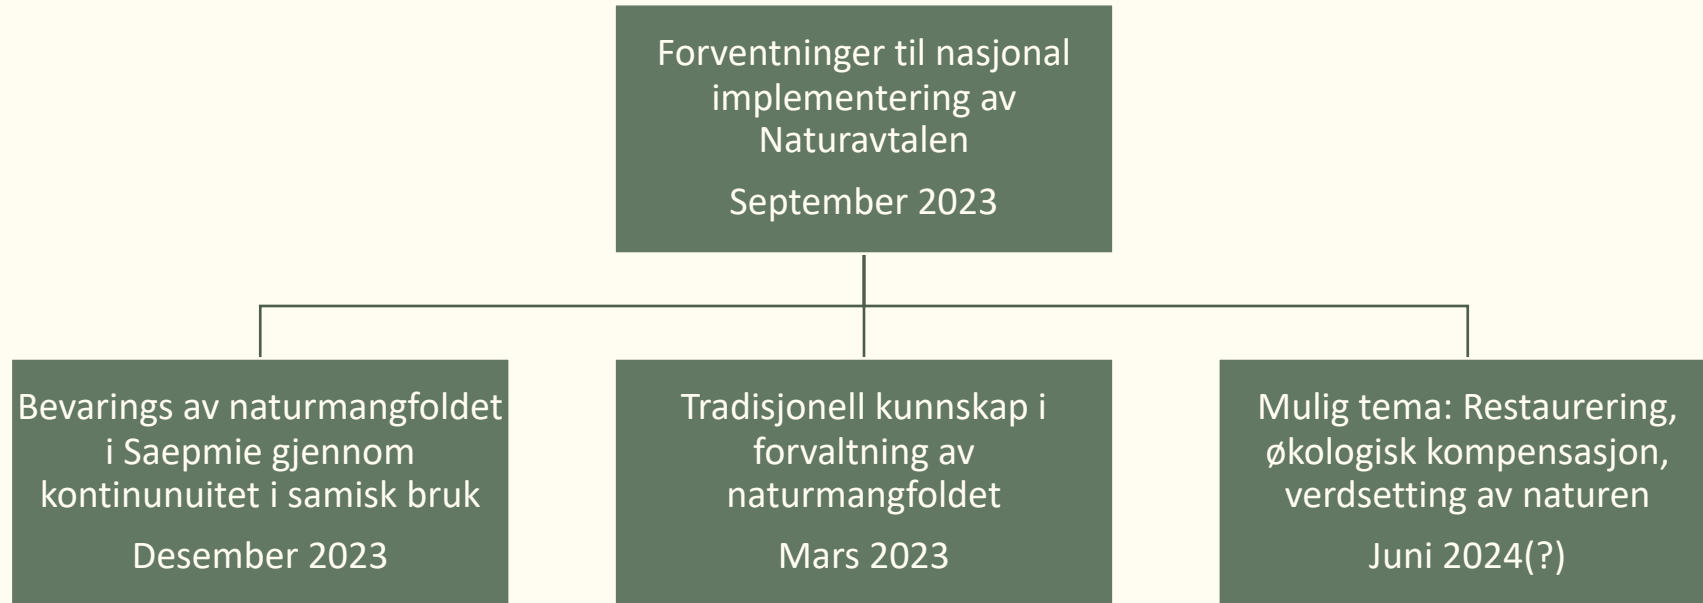 Forventninger til nasjonal
implementering av
Naturavtalen
September 2023
Bevarings av naturmangfoldet
i Saepmie gjennom
kontinunuitet i samisk bruk
Desember 2023
Tradisjonell kunnskap i
forvaltning av
naturmangfoldet
Mars 2023
Mulig tema: Restaurering,
økologisk kompensasjon,
verdsetting av naturen
Juni 2024(?)